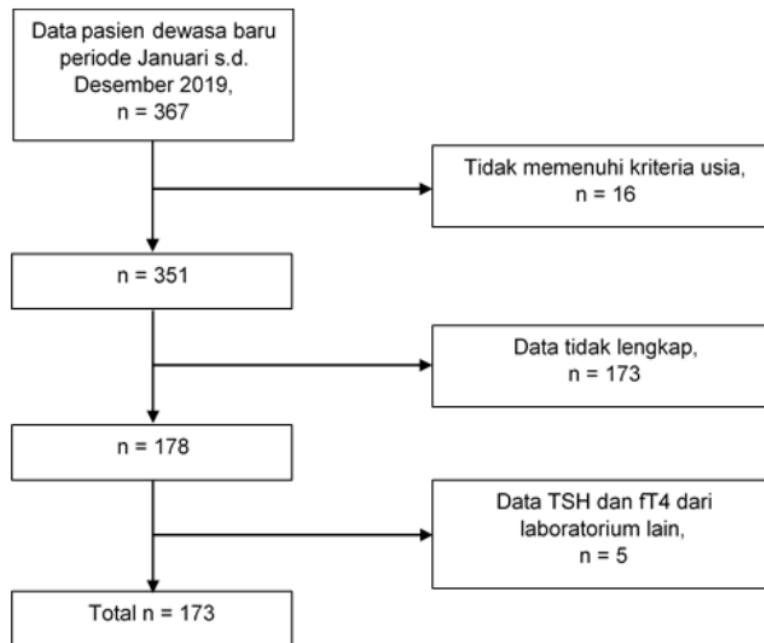 Data pasien dewasa baru
periode Januari s.d.
Desember 2019,
n = 367
Tidak memenuhi kriteria usia,
n = 16
n = 351
Data tidak lengkap,
n = 173
n = 178
Data TSH dan fT4 dari
laboratorium lain,
n = 5
Total n = 173